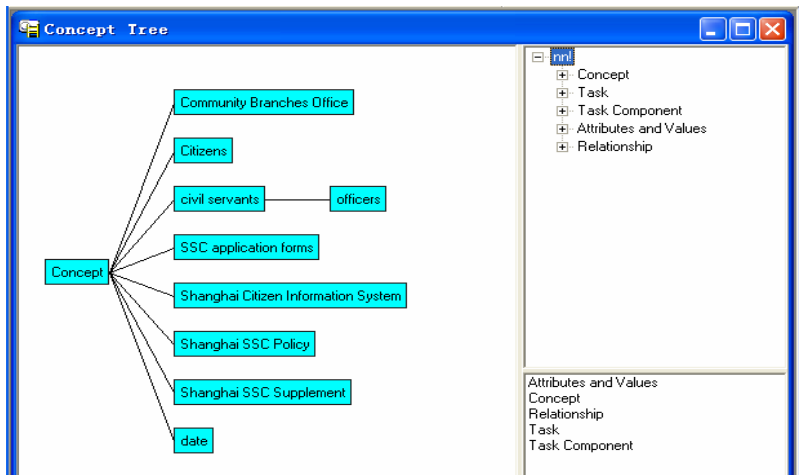 Concept Tree
Community Branches Office
Citizens
civil servants
officers
SSC application forms
Concept
Shanghai Citizen Information System
Shanghai SSC Policy
Shanghai SSC Supplement
date
nn!
Concept
Task
Task Component
Attributes and Values
Relationship
Attributes and Values
Concept
Relationship
Task
Task Component